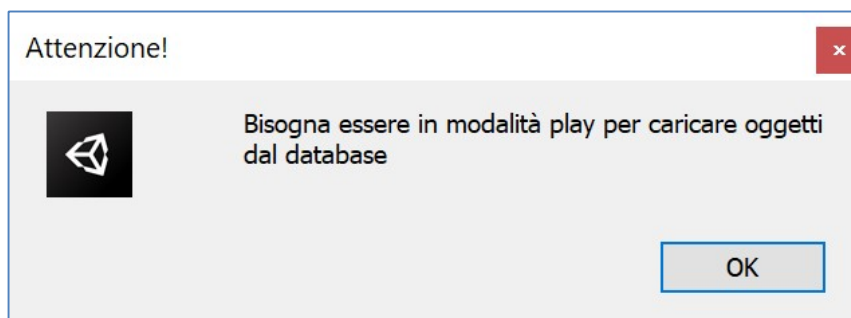 Attenzione!
x
Bisogna essere in modalità play per caricare oggetti
dal database
OK